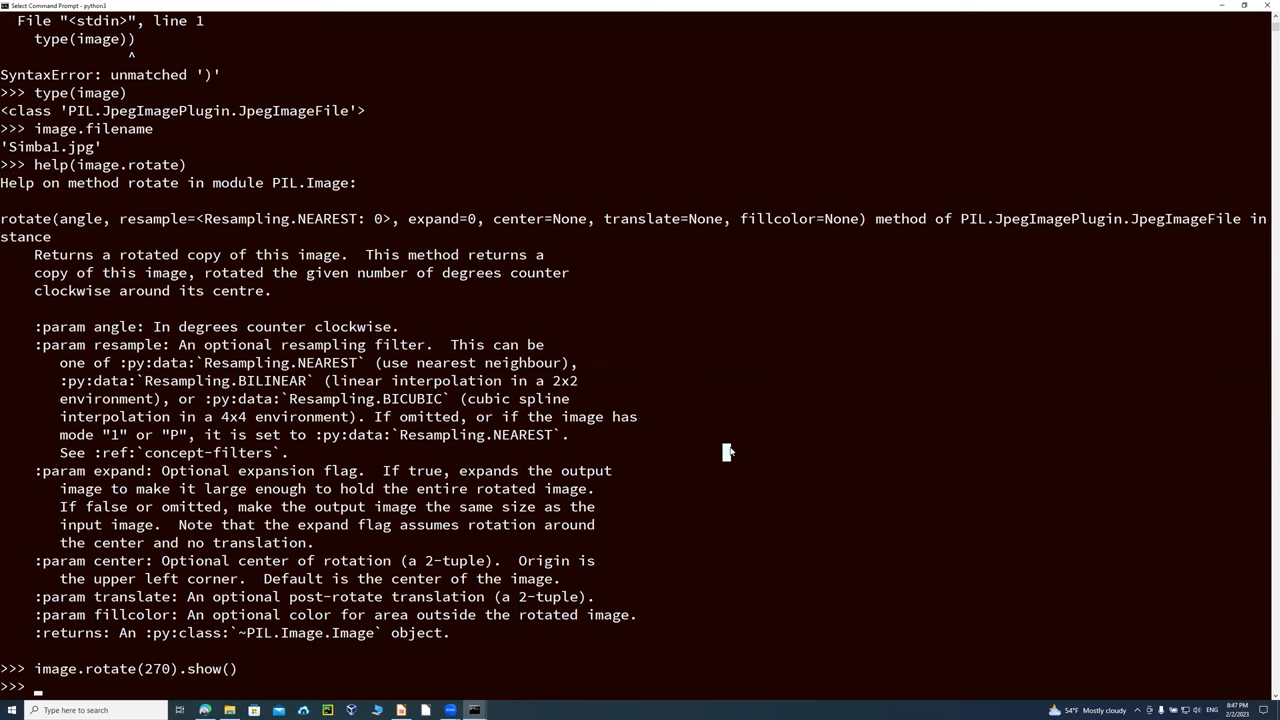 Select Command Prompt - python3
File "<stdin>", line 1
type(image))
^
SyntaxError: unmatched ')'
>>> type(image)
<class 'PIL.JpegImagePlugin.JpegImageFile'>
>>> image.filename
'Simba1.jpg'
>>> help(image.rotate)
Help on method rotate in module PIL.Image:
rotate(angle, resample=<Resampling.NEAREST: 0>, expand=0, center=None, translate=None, fillcolor=None) method of PIL.JpegImagePlugin.JpegImageFile in
stance
Returns a rotated copy of this image.  This method returns a
copy of this image, rotated the given number of degrees counter
clockwise around its centre.
:param angle: In degrees counter clockwise.
:param resample: An optional resampling filter.  This can be
one of :py:data:`Resampling.NEAREST` (use nearest neighbour),
:py:data:`Resampling.BILINEAR` (linear interpolation in a 2x2
environment), or :py:data:`Resampling.BICUBIC` (cubic spline
interpolation in a 4x4 environment). If omitted, or if the image has
mode "1" or "P", it is set to :py:data:`Resampling.NEAREST`.
See :ref:`concept-filters`.
:param expand: Optional expansion flag.  If true, expands the output
image to make it large enough to hold the entire rotated image.
If false or omitted, make the output image the same size as the
input image.  Note that the expand flag assumes rotation around
the center and no translation.
:param center: Optional center of rotation (a 2-tuple).  Origin is
the upper left corner.  Default is the center of the image.
:param translate: An optional post-rotate translation (a 2-tuple).
:param fillcolor: An optional color for area outside the rotated image.
:returns: An :py:class:`~PIL.Image.Image` object.
>>> image.rotate(270).show()
>>>
Type here to search
54°F Mostly cloudy
ENG
8:47 PM
2/2/2023